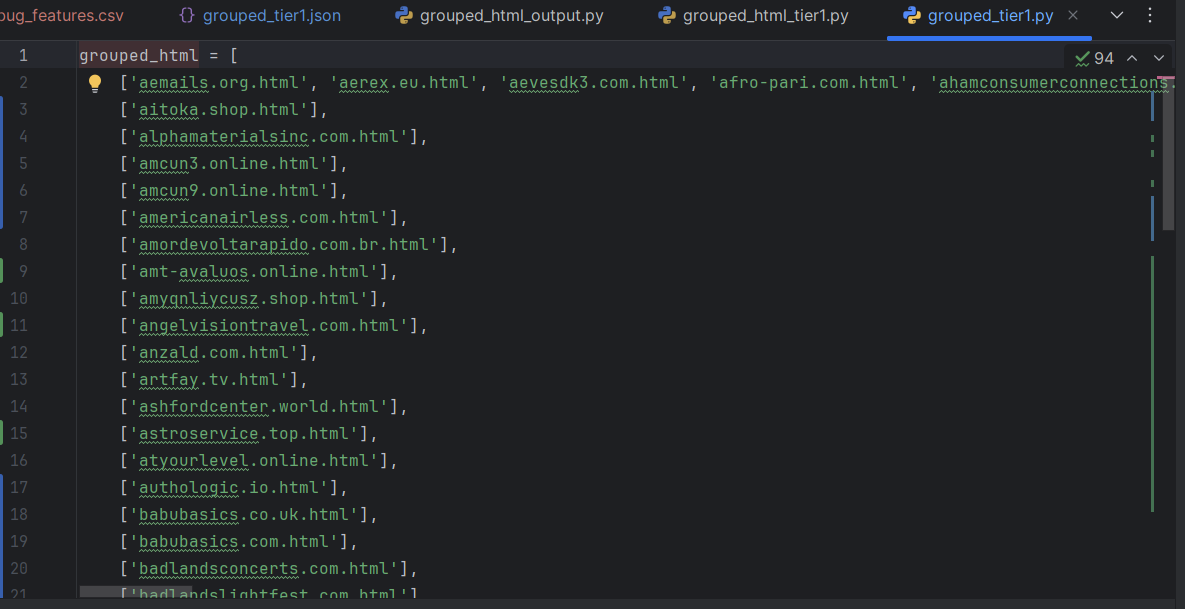 bug_features.csv {} grouped_tier1.json grouped_html_output.py grouped_html_tier1.py grouped_tier1.py ×
1 grouped_html = [ 94
2 ['aemails.org.html', 'aerex.eu.html', 'aevesdk3.com.html', 'afro-pari.com.html', 'ahamconsumerconnections.
3 ['aitoka.shop.html'],
4 ['alphamaterialsinc.com.html'],
5 ['amcun3.online.html'],
6 ['amcun9.online.html'],
7 ['americanairless.com.html'],
8 ['amordevoltarapido.com.br.html'],
9 ['amt-avaluos.online.html'],
10 ['amyqnliycusz.shop.html'],
11 ['angelvisiontravel.com.html'],
12 ['anzald.com.html'],
13 ['artfay.tv.html'],
14 ['ashfordcenter.world.html'],
15 ['astroservice.top.html'],
16 ['atyourlevel.online.html'],
17 ['authologic.io.html'],
18 ['babubasics.co.uk.html'],
19 ['babubasics.com.html'],
20 ['badlandsconcerts.com.html'],
21 ['badlandslightfest.com.html']